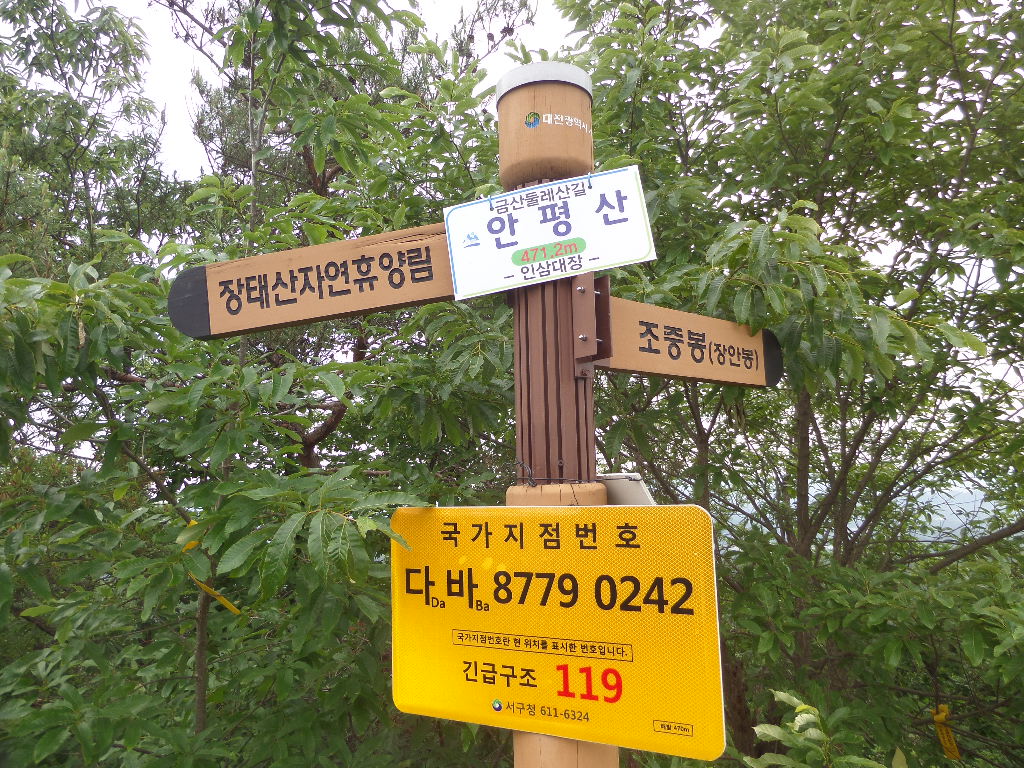 대전광역시
금산둘레산길
안평산
471.2m
- 인삼대장 -
장태산자연휴양림
조중봉(장안봉)
국가지점번호
다Da 바Ba 8779 0242
국가지점번호란 현 위치를 표시한 번호입니다.
긴급구조 119
서구청 611-6324
해발 470m